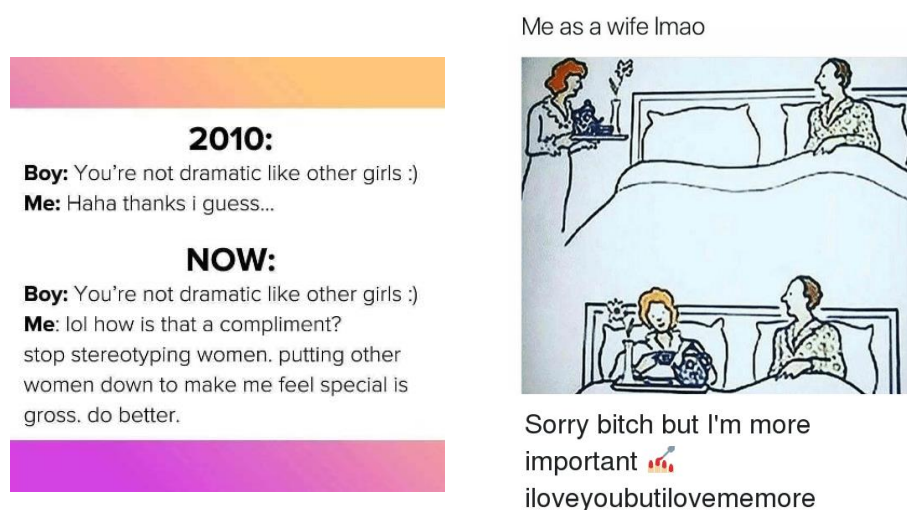 2010:
Boy: You're not dramatic like other girls :)
Me: Haha thanks i guess...
NOW:
Boy: You're not dramatic like other girls :)
Me: lol how is that a compliment?
stop stereotyping women. putting other
women down to make me feel special is
gross. do better.
Me as a wife lmao
Sorry bitch but I'm more
important 💅🏻
iloveyoubutilovememore